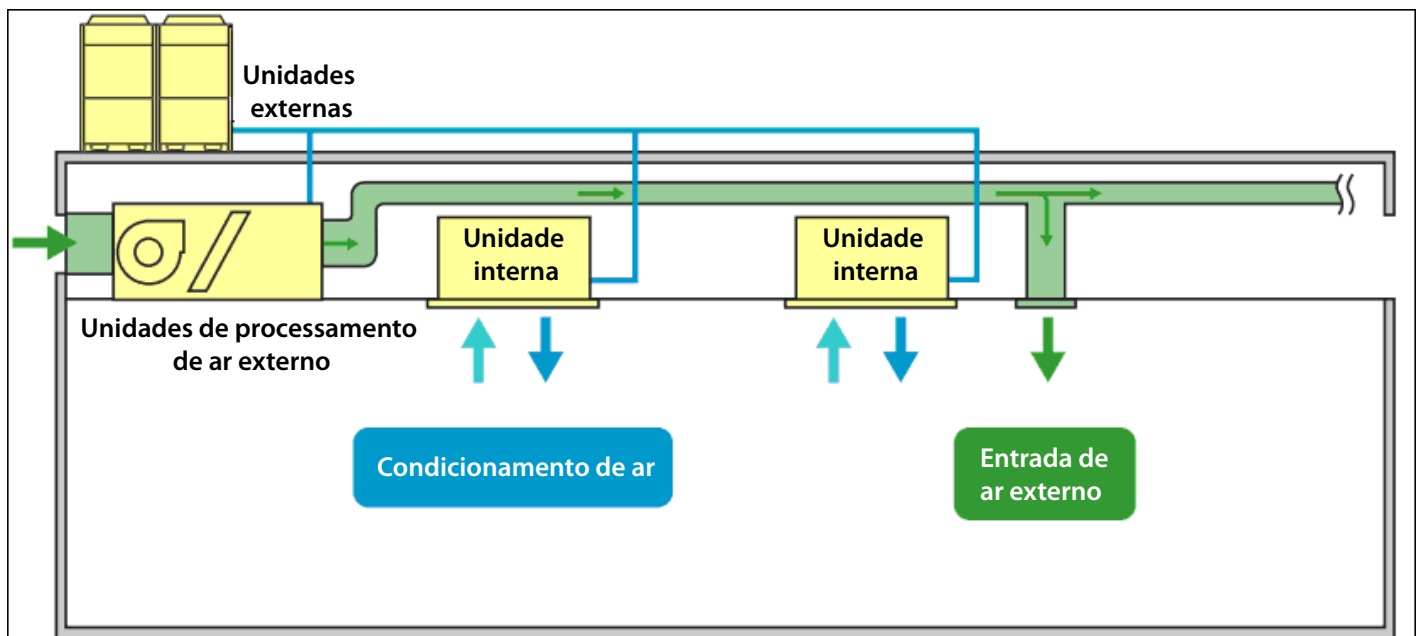 Unidades
externas
Unidade
interna
Unidade
interna
Unidades de processamento
de ar externo
Condicionamento de ar
Entrada de
ar externo